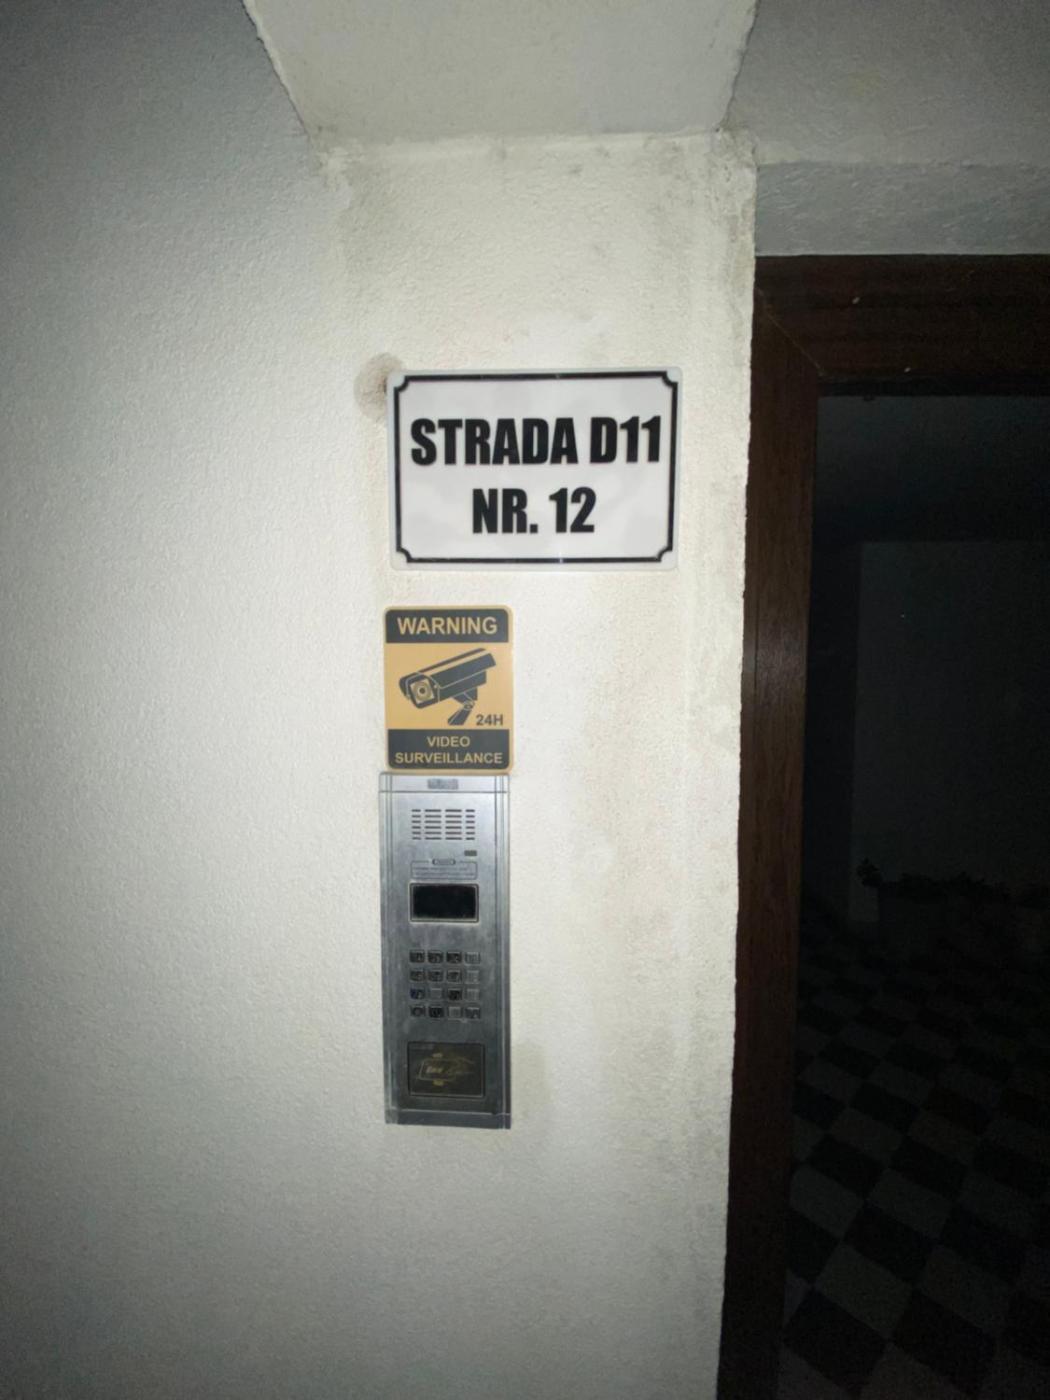 STRADA D11
NR. 12
WARNING
24H
VIDEO
SURVEILLANCE